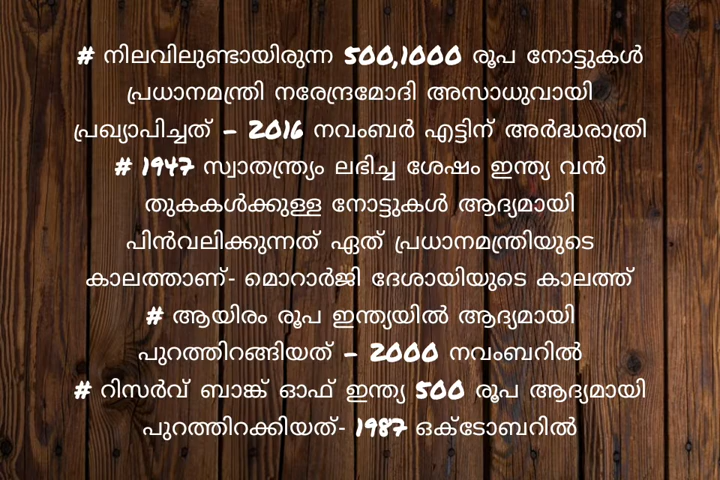 # നിലവിലുണ്ടായിരുന്ന 500,1000 രൂപ നോട്ടുകൾ
പ്രധാനമന്ത്രി നരേന്ദ്രമോദി അസാധുവായി
പ്രഖ്യാപിച്ചത് – 2016 നവംബർ എട്ടിന് അർദ്ധരാത്രി
# 1947 സ്വാതന്ത്ര്യം ലഭിച്ച ശേഷം ഇന്ത്യ വൻ
തുകകൾക്കുള്ള നോട്ടുകൾ ആദ്യമായി
പിൻവലിക്കുന്നത് ഏത് പ്രധാനമന്ത്രിയുടെ
കാലത്താണ്- മൊറാർജി ദേശായിയുടെ കാലത്ത്
# ആയിരം രൂപ ഇന്ത്യയിൽ ആദ്യമായി
പുറത്തിറങ്ങിയത് – 2000 നവംബറിൽ
# റിസർവ് ബാങ്ക് ഓഫ് ഇന്ത്യ 500 രൂപ ആദ്യമായി
പുറത്തിറക്കിയത്- 1987 ഒക്ടോബറിൽ